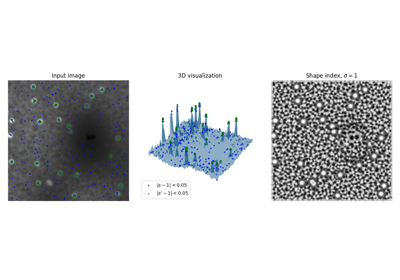 Input image
3D visualization
Shape index, σ = 1
|s − 1| < 0.05
|s' − 1| < 0.05